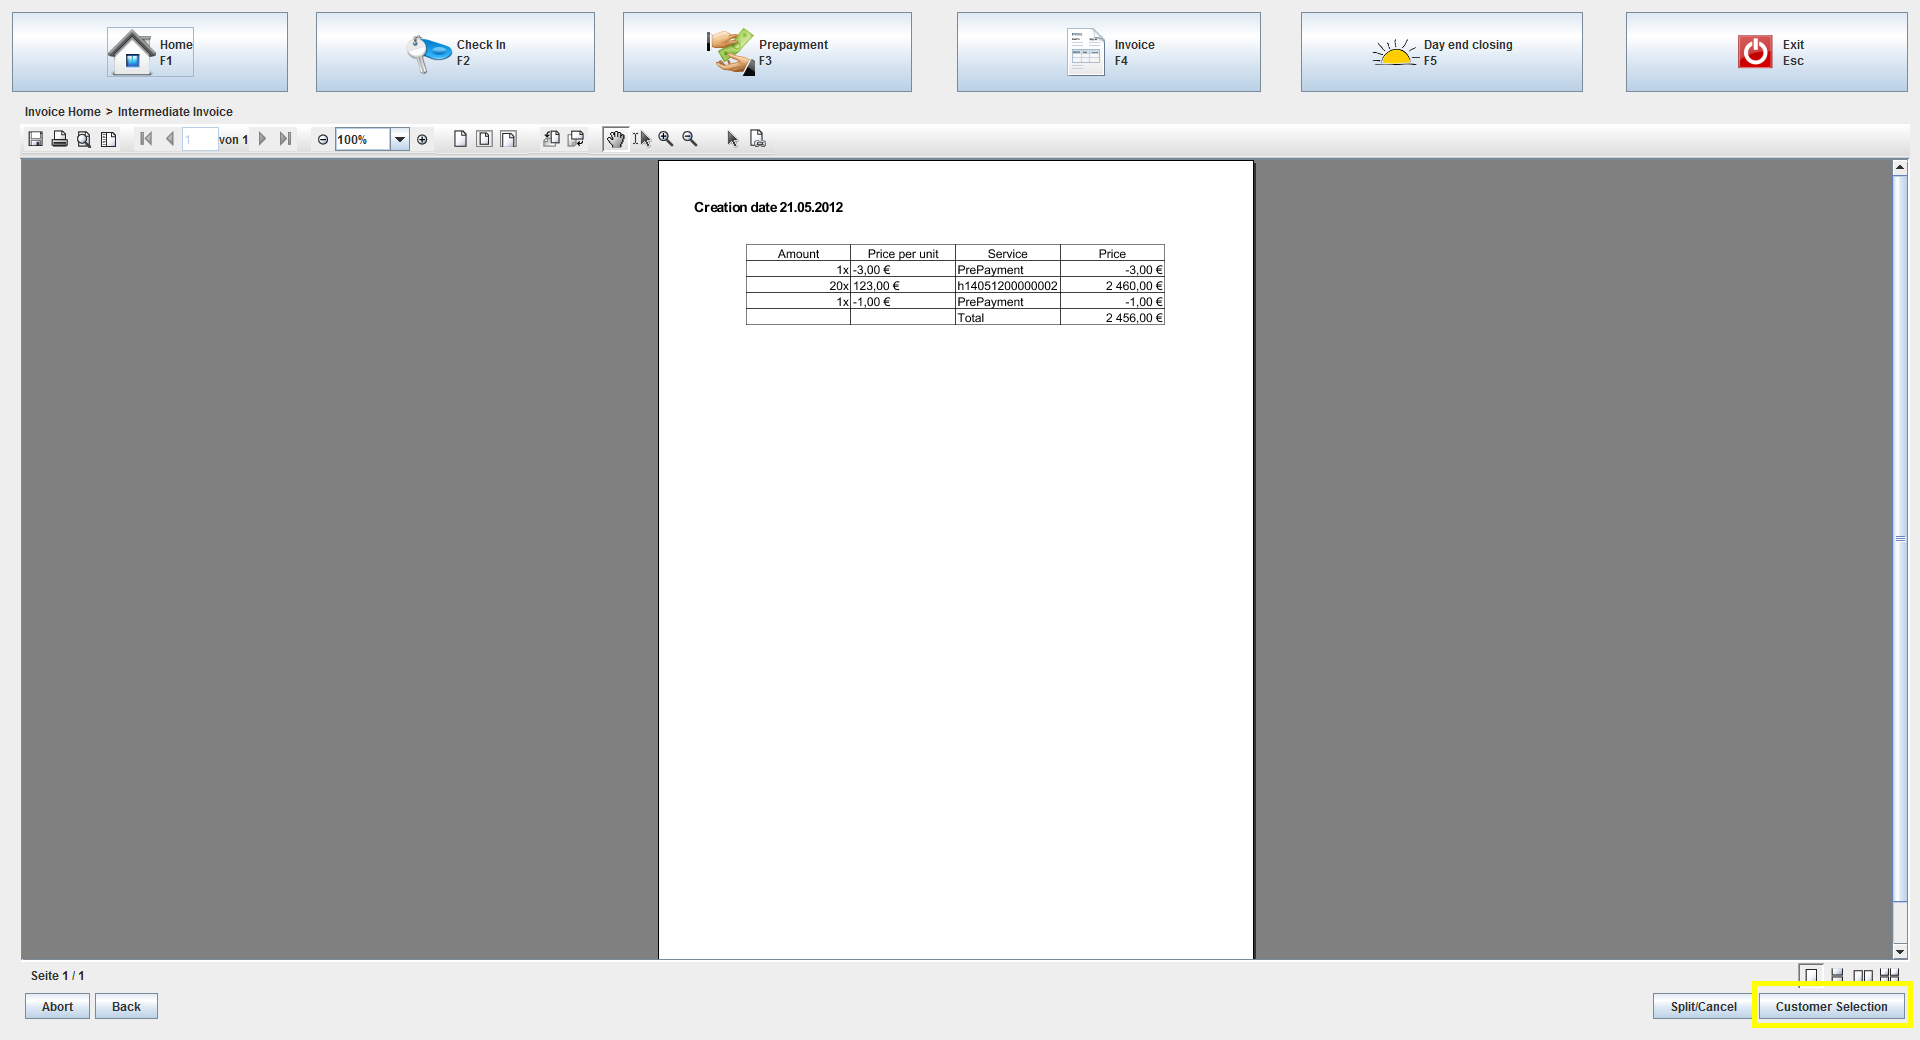 Home
F1
Check In
F2
Prepayment
F3
Invoice
F4
Day end closing
F5
Exit
Esc
Invoice Home > Intermediate Invoice
1 von 1 100%
Creation date 21.05.2012
Amount Price per unit Service Price
1x -3,00 € PrePayment -3,00 €
20x 123,00 € h14051200000002 2 460,00 €
1x -1,00 € PrePayment -1,00 €
Total 2 456,00 €
Seite 1 / 1
Abort Back Split/Cancel Customer Selection